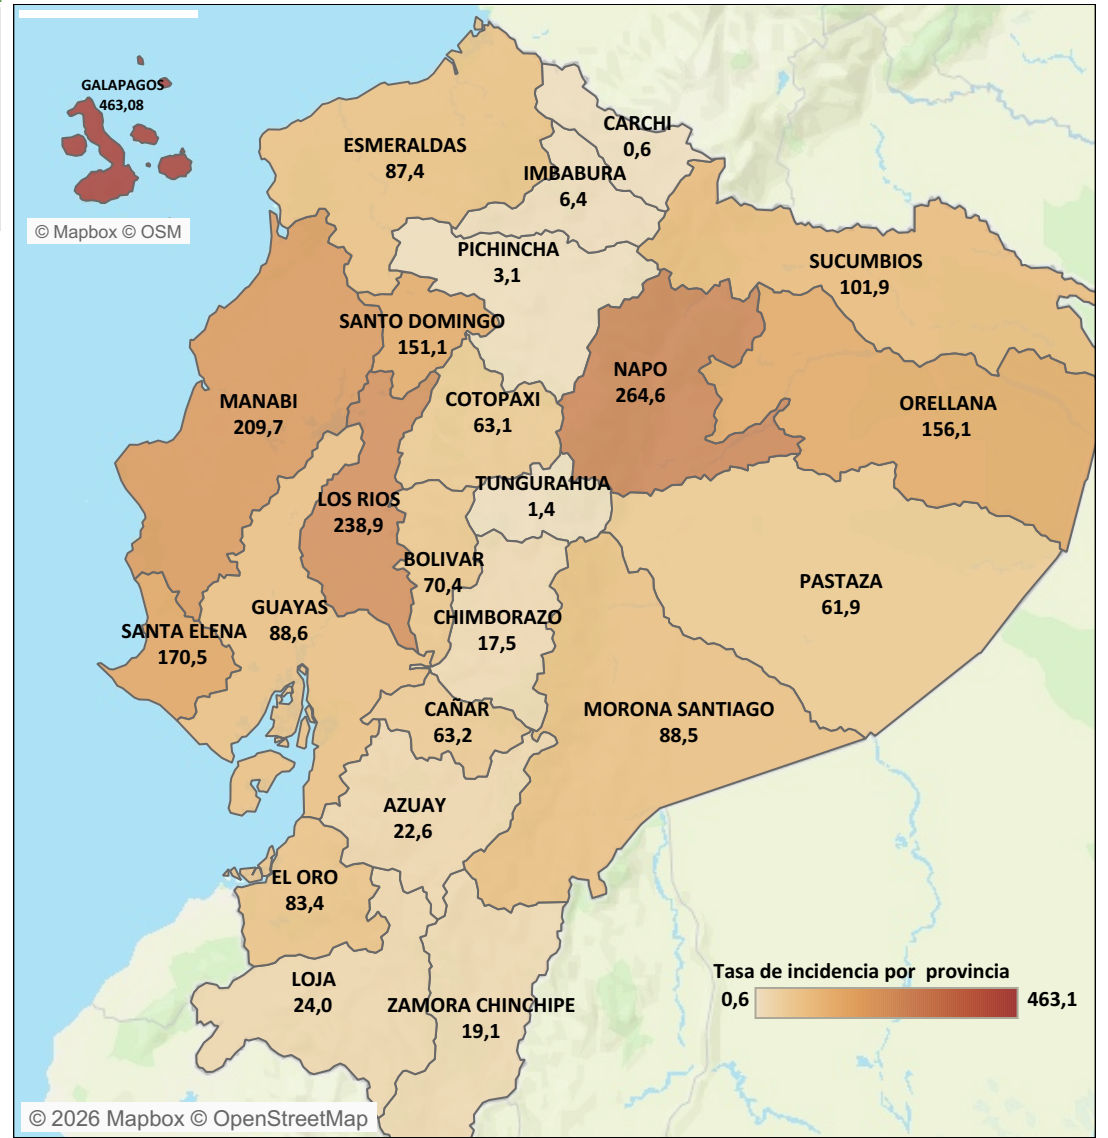 GALAPAGOS
463,08
© Mapbox © OSM
CARCHI
0,6
ESMERALDAS
87,4
IMBABURA
6,4
PICHINCHA
3,1
SUCUMBIOS
101,9
SANTO DOMINGO
151,1
NAPO
264,6
MANABI
209,7
COTOPAXI
63,1
ORELLANA
156,1
TUNGURAHUA
1,4
LOS RIOS
238,9
BOLIVAR
70,4
PASTAZA
61,9
GUAYAS
88,6
CHIMBORAZO
17,5
SANTA ELENA
170,5
CAÑAR
63,2
MORONA SANTIAGO
88,5
AZUAY
22,6
EL ORO
83,4
LOJA
24,0
ZAMORA CHINCHIPE
19,1
Tasa de incidencia por provincia
0,6 463,1
© 2026 Mapbox © OpenStreetMap